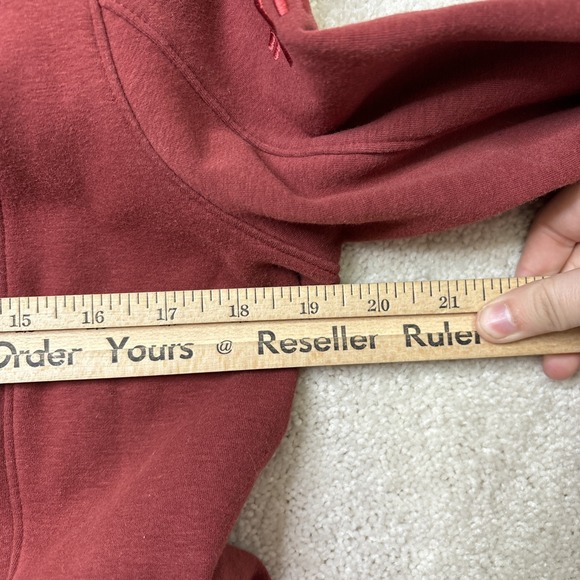 15 16 17 18 19 20 21
Order Yours @ Reseller Ruler